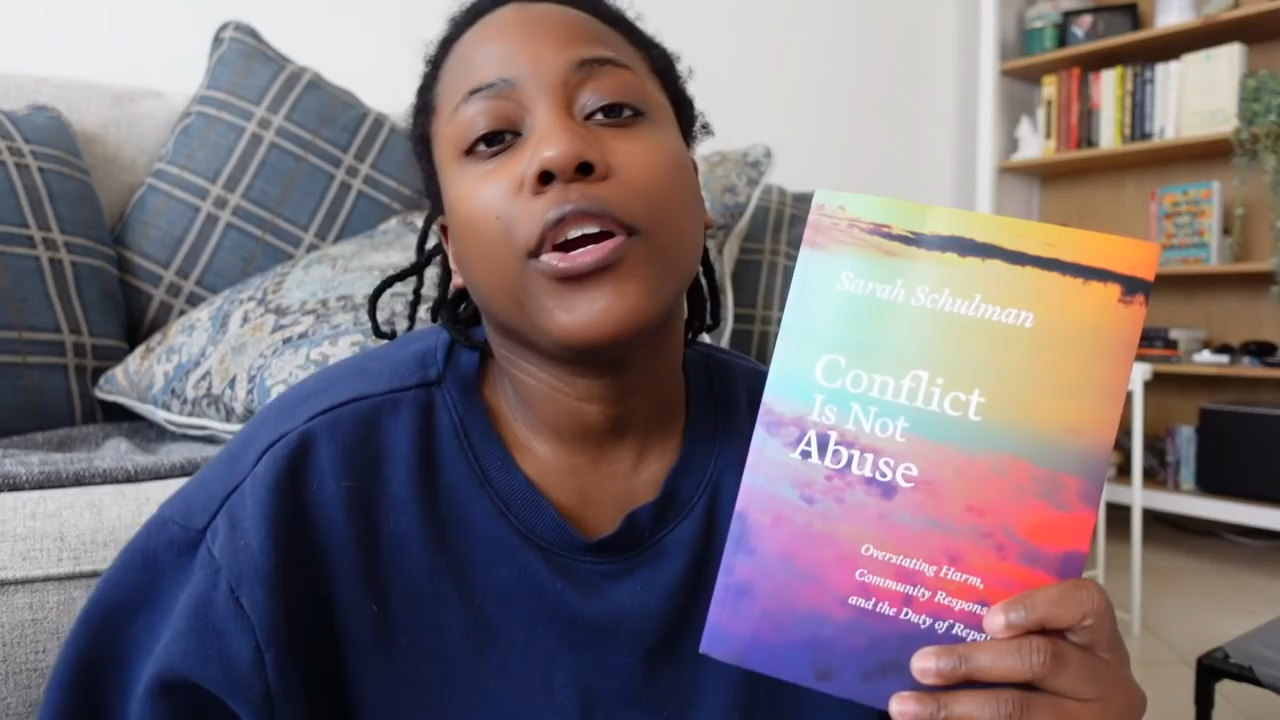 Sarah Schulman
Conflict
Is Not
Abuse
Overstating Harm,
Community Respons
and the Duty of Repa